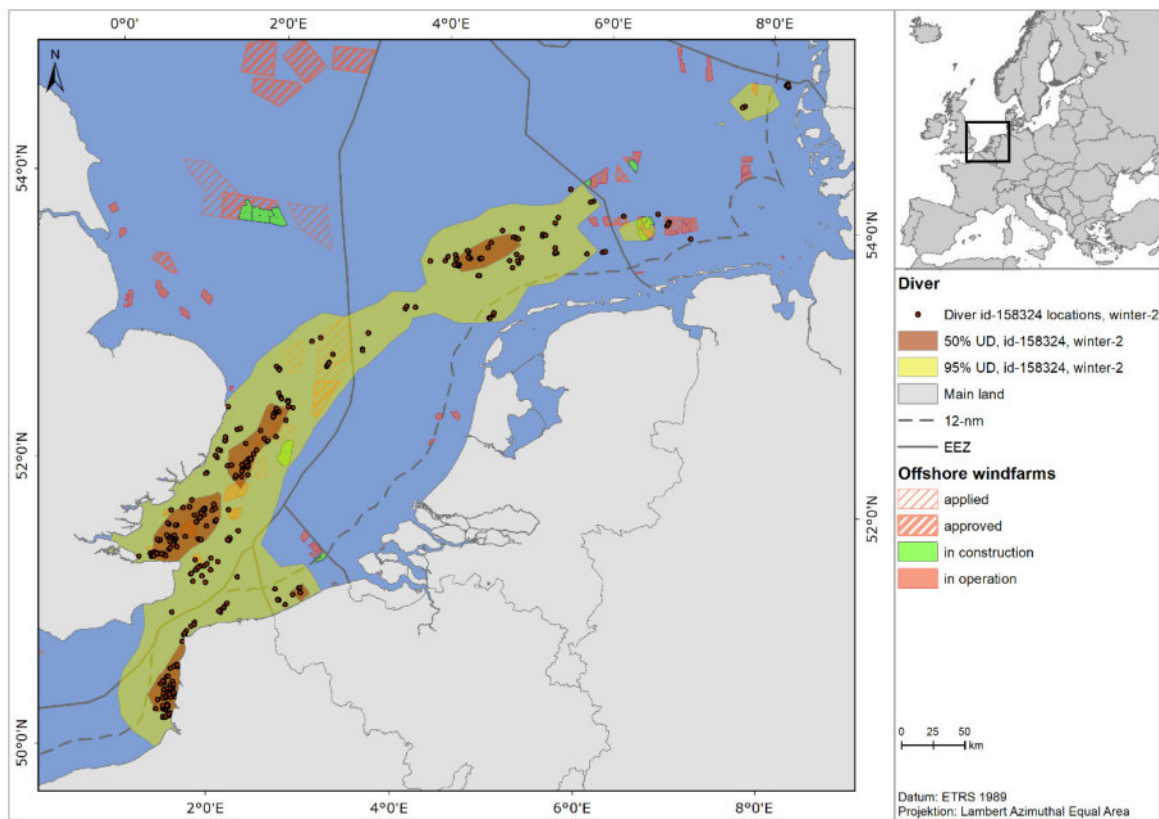 0°0' 2°0'E 4°0'E 6°0'E 8°0'E
N
54°0'N
52°0'N
50°0'N
54°0'N
52°0'N
2°0'E 4°0'E 6°0'E 8°0'E
Diver
Diver id-158324 locations, winter-2
50% UD, id-158324, winter-2
95% UD, id-158324, winter-2
Main land
12-nm
EEZ
Offshore windfarms
applied
approved
in construction
in operation
0 25 50
km
Datum: ETRS 1989
Projektion: Lambert Azimuthal Equal Area